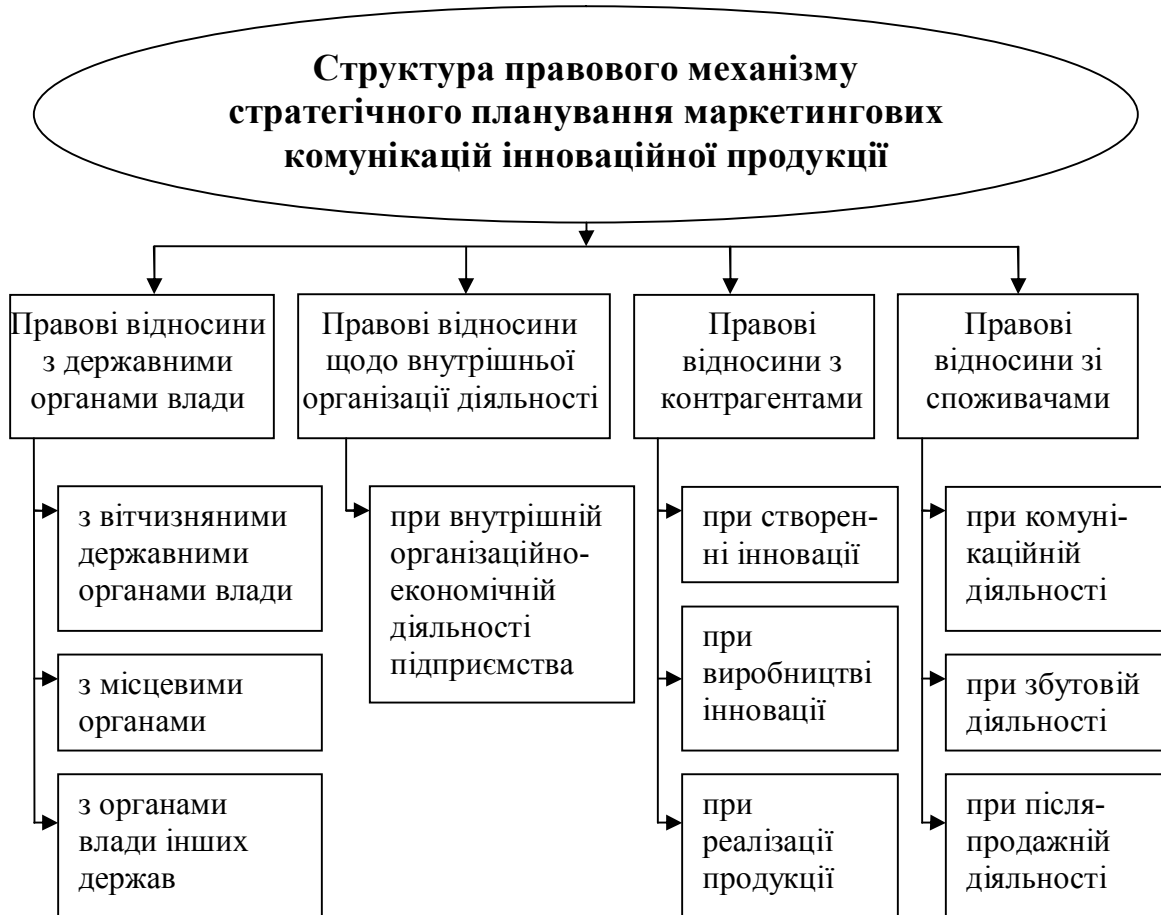 Структура правового механізму
стратегічного планування маркетингових
комунікацій інноваційної продукції
Правові відносини
з державними
органами влади
Правові відносини
щодо внутрішньої
організації діяльності
Правові
відносини з
контрагентами
Правові
відносини зі
споживачами
з вітчизняними
державними
органами влади
з місцевими
органами
з органами
влади інших
держав
при внутрішній
організаційно-
економічній
діяльності
підприємства
при створен-
ні інновації
при
виробництві
інновації
при
реалізації
продукції
при комуні-
каційній
діяльності
при збутовій
діяльності
при після-
продажній
діяльності